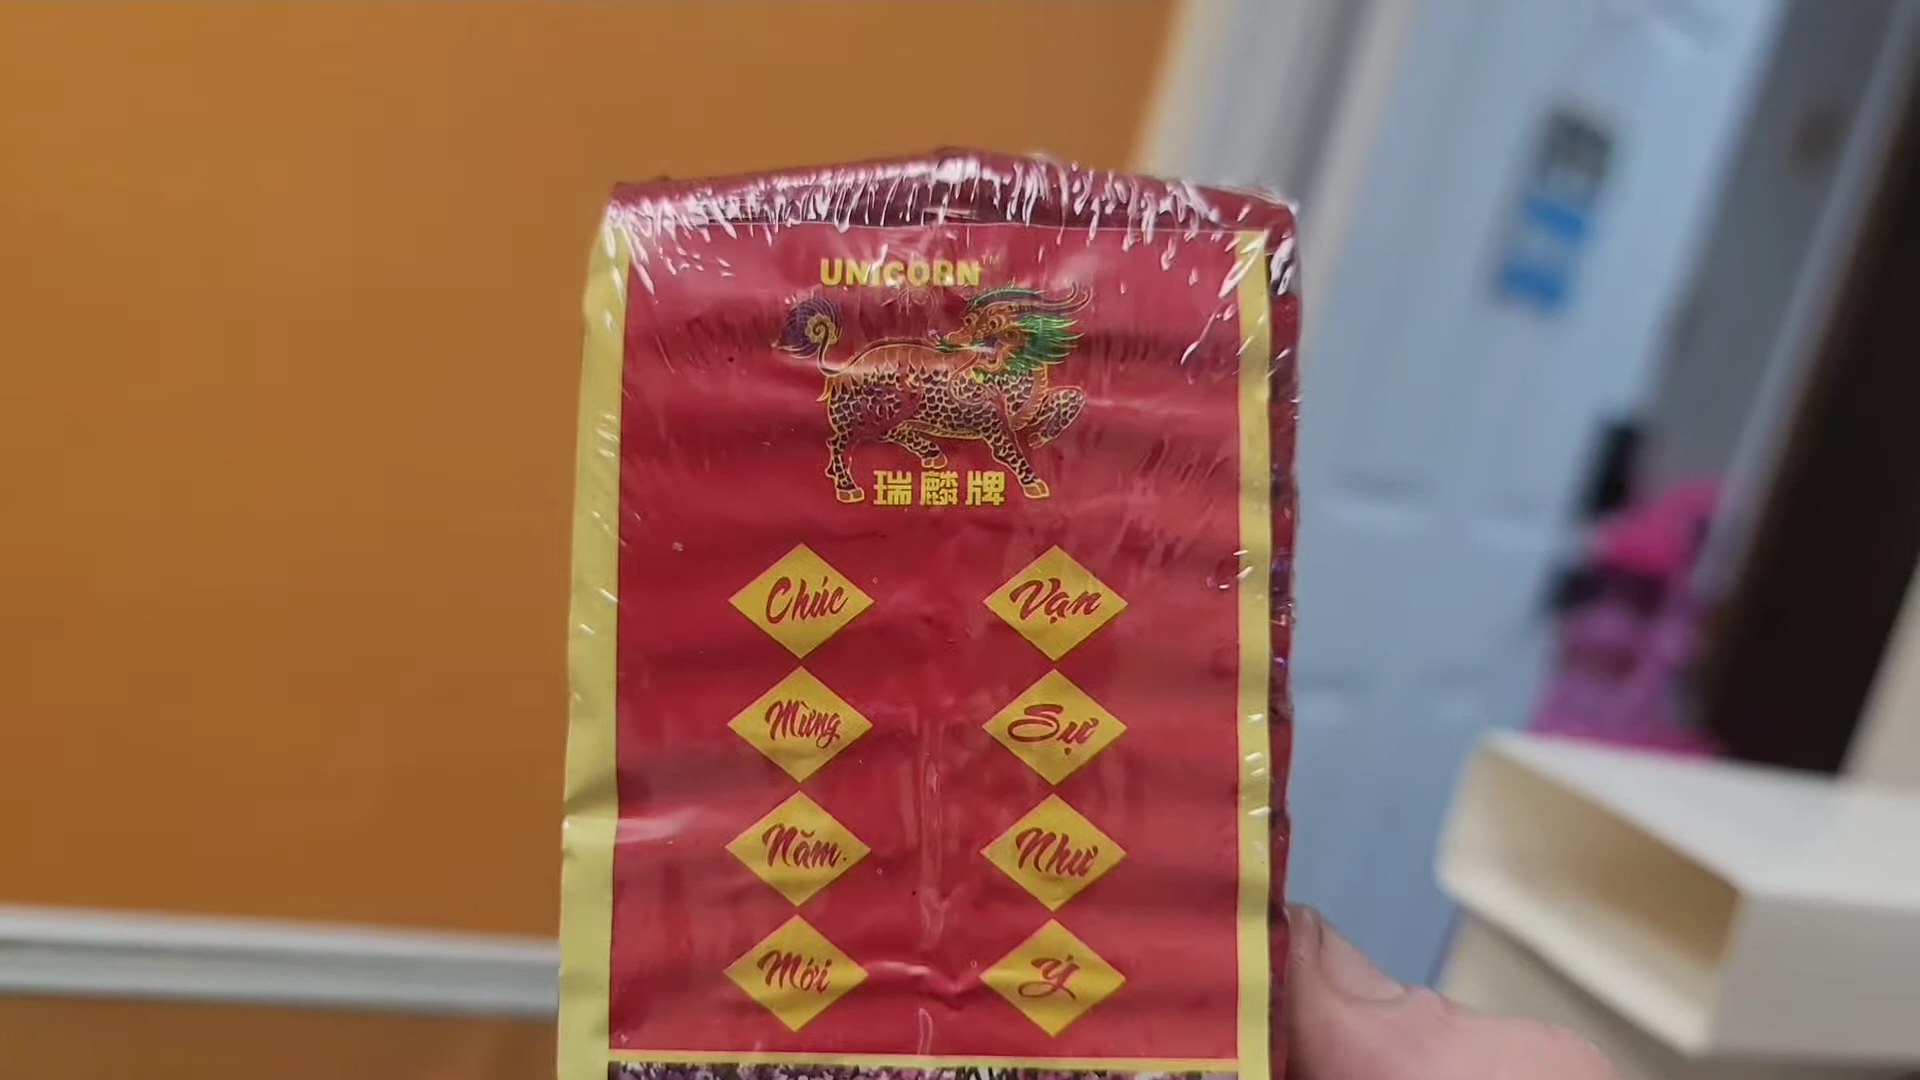 UNICORN™
瑞麟牌
Chúc
Mừng
Năm
Mới
Vạn
Sự
Như
Ý